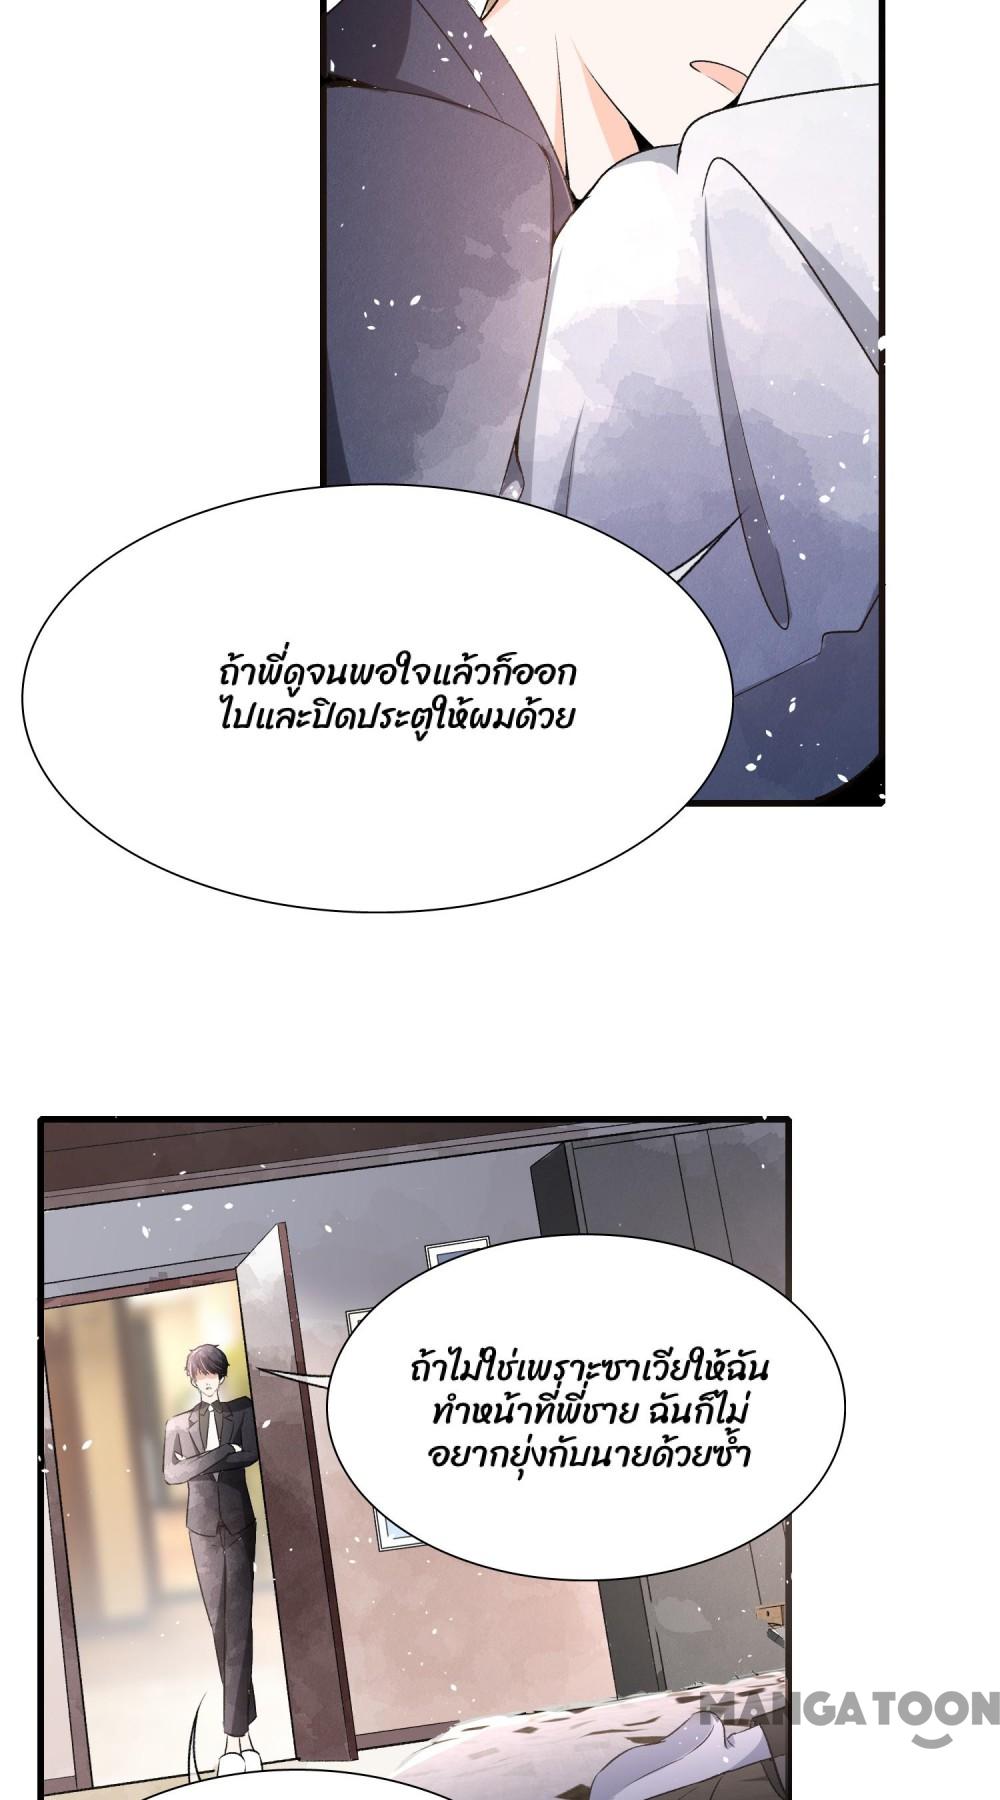 ถ้าพี่ดูจนพอใจแล้วก็ออก
ไปและปิดประตูให้ผมด้วย
ถ้าไม่ใช่เพราะซาเวียให้ฉัน
ทำหน้าที่พี่ชาย ฉันก็ไม่
อยากยุ่งกับนายด้วยซ้ำ
MANGATOON